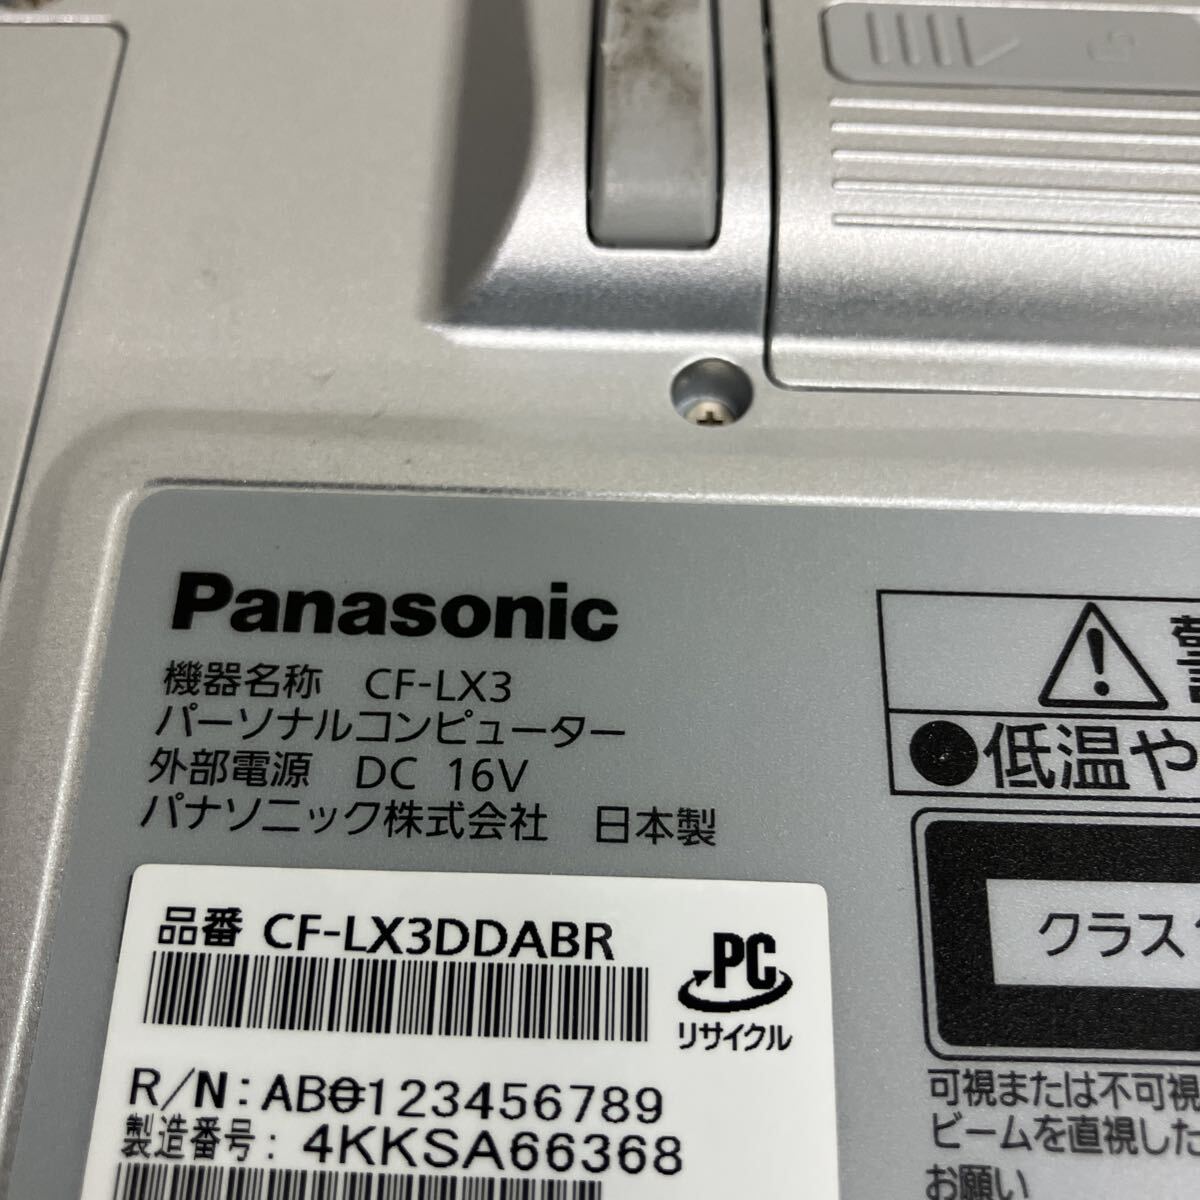 Panasonic
機器名称 CF-LX3
パーソナルコンピューター
外部電源 DC 16V
パナソニック株式会社 日本製
品番 CF-LX3DDABR
PC
リサイクル
R/N: AB0123456789
製造番号: 4KKSA66368
●低温や
クラス
可視または不可視
ビームを直視した
お願い